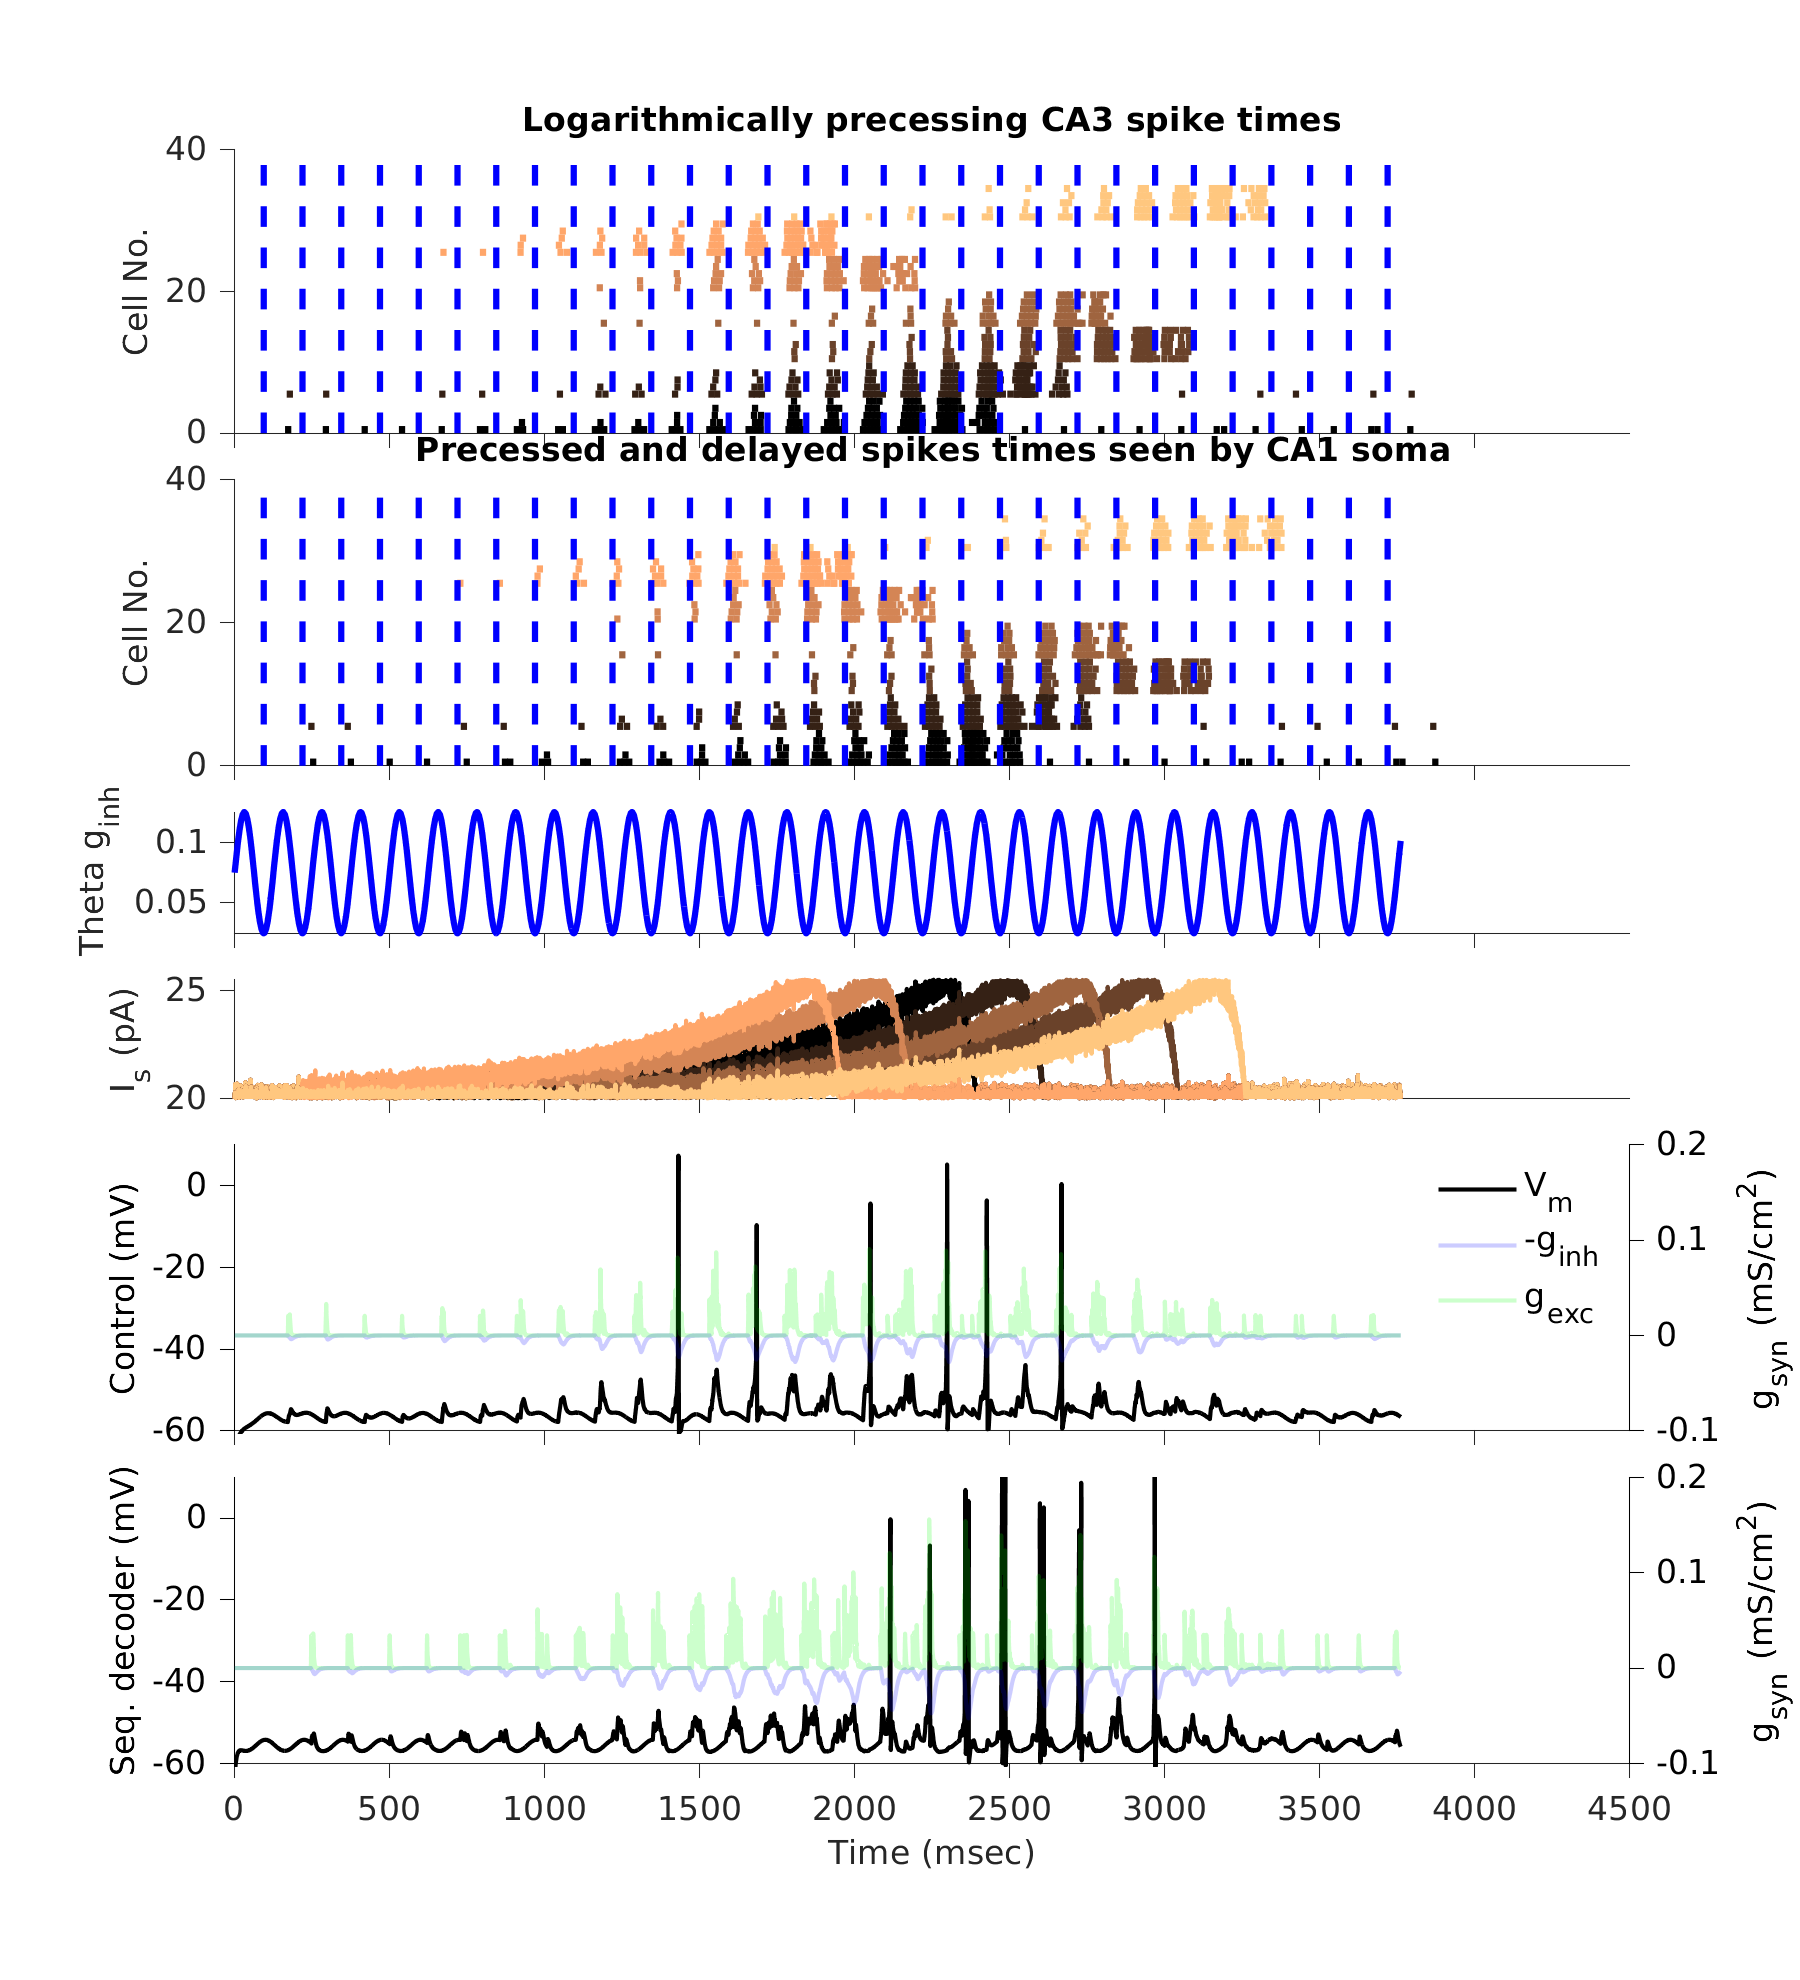 Logarithmically precessing CA3 spike times
40
20
0
Cell No.
Precessed and delayed spikes times seen by CA1 soma
40
20
0
Cell No.
0.1
0.05
Theta g_inh
25
20
I_s (pA)
0
-20
-40
-60
Control (mV)
0.2
0.1
0
-0.1
g_syn (mS/cm^2)
V_m
-g_inh
g_exc
0
-20
-40
-60
Seq. decoder (mV)
0.2
0.1
0
-0.1
g_syn (mS/cm^2)
0 500 1000 1500 2000 2500 3000 3500 4000 4500
Time (msec)